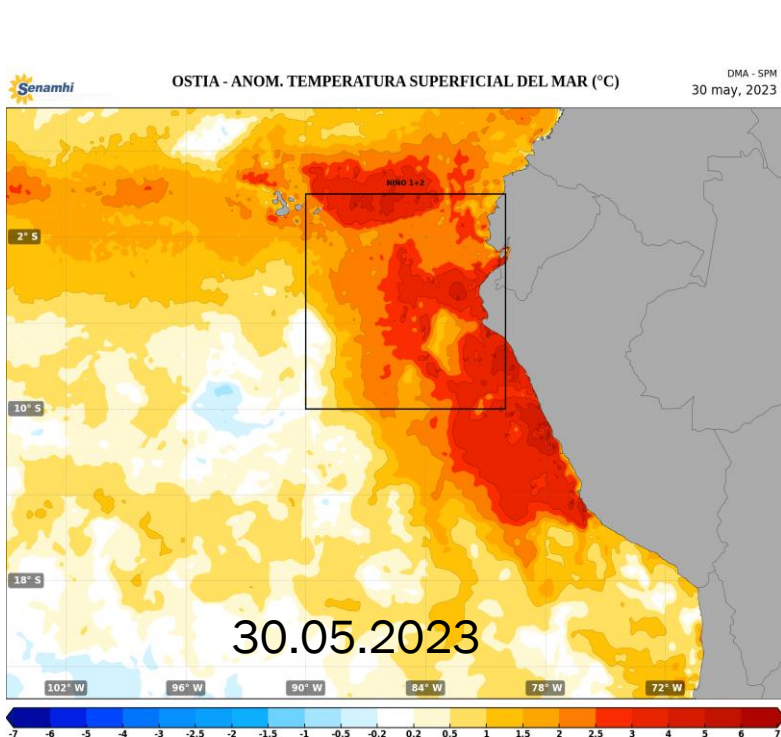 Senamhi
OSTIA - ANOM. TEMPERATURA SUPERFICIAL DEL MAR (°C)
DMA - SPM
30 may, 2023
NIÑO 1+2
2° S
10° S
18° S
30.05.2023
102° W 96° W 90° W 84° W 78° W 72° W
-7 -6 -5 -4 -3 -2.5 -2 -1.5 -1 -0.5 -0.2 0.2 0.5 1 1.5 2 2.5 3 4 5 6 7